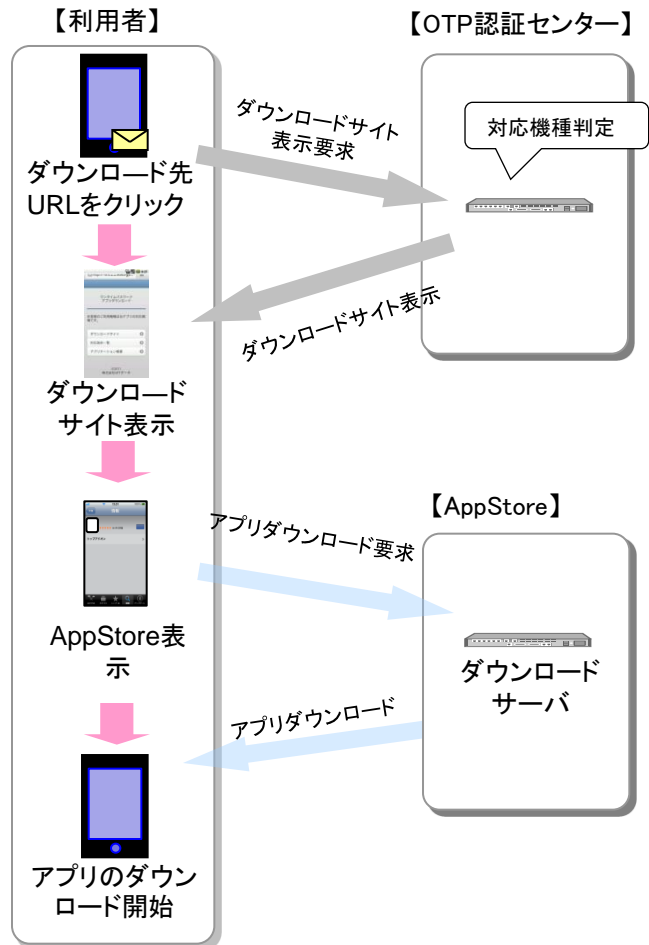 【利用者】
【OTP認証センター】
ダウンロードサイト
表示要求
対応機種判定
ダウンロ―ド先
URLをクリック
ダウンロードサイト表示
ダウンロ―ド
サイト表示
【AppStore】
アプリダウンロード要求
AppStore表
示
ダウンロード
サーバ
アプリダウンロード
アプリのダウン
ロード開始